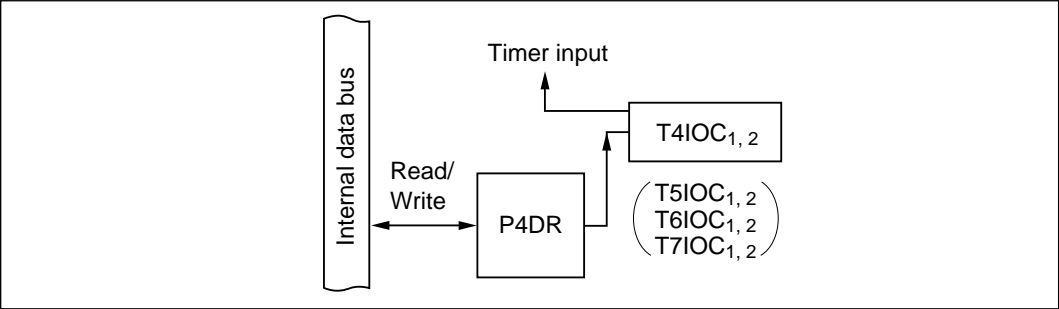 Internal data bus
Timer input
T4IOC1, 2
Read/
Write
P4DR
T5IOC1, 2
T6IOC1, 2
T7IOC1, 2